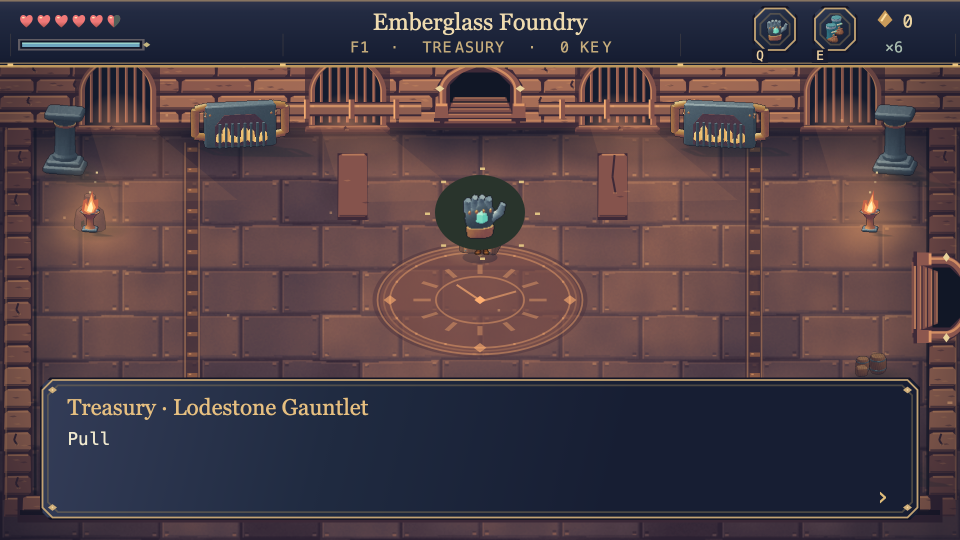 Emberglass Foundry
F1 · TREASURY · 0 KEY
Q
E
0
×6
Treasury · Lodestone Gauntlet
Pull
›